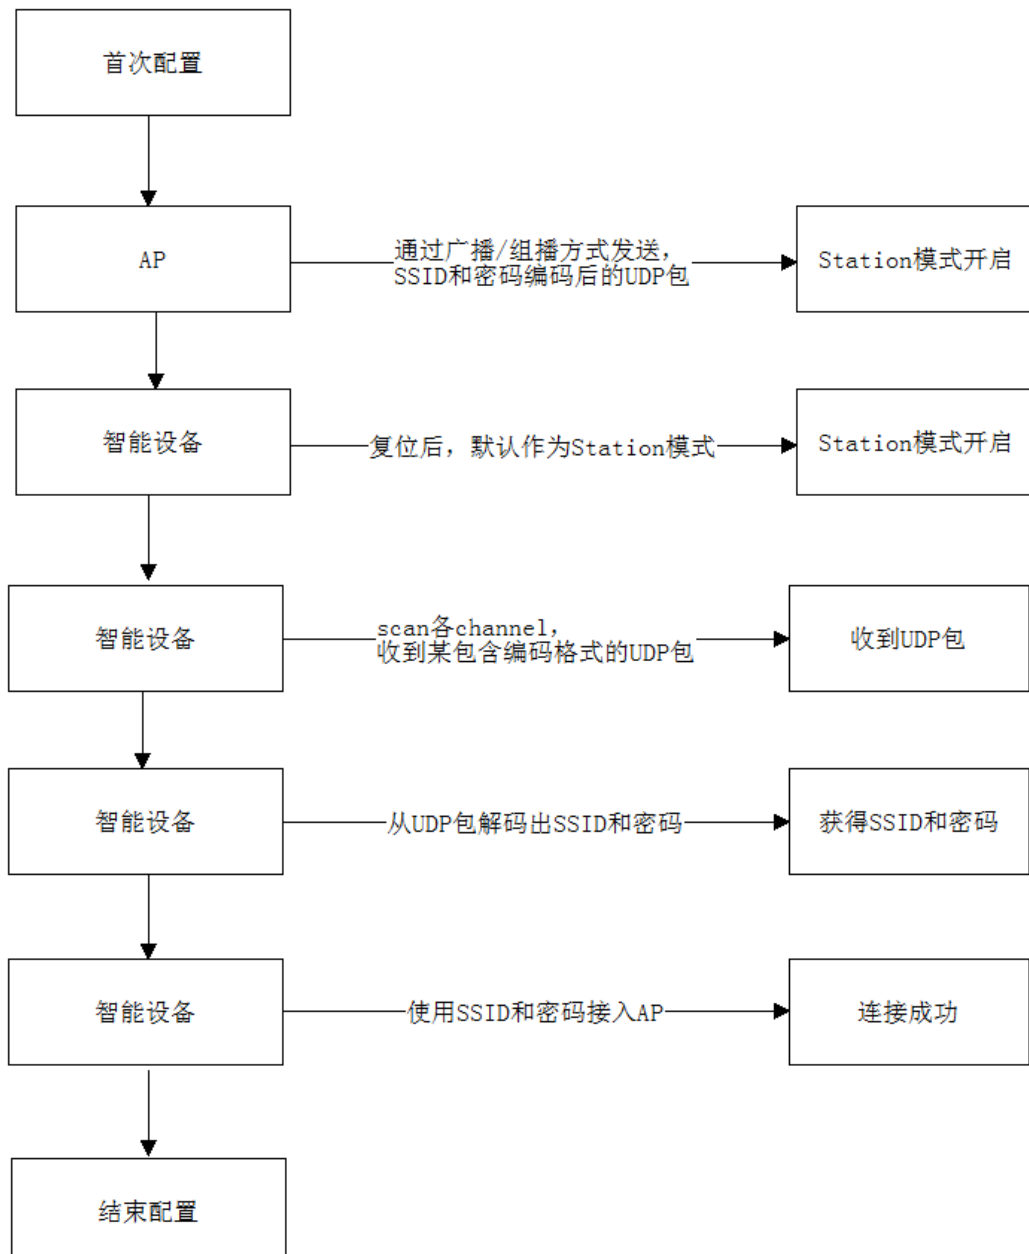 首次配置
AP
通过广播/组播方式发送，
SSID和密码编码后的UDP包
Station模式开启
智能设备
复位后，默认作为Station模式
Station模式开启
智能设备
scan各channel，
收到某包含编码格式的UDP包
收到UDP包
智能设备
从UDP包解码出SSID和密码
获得SSID和密码
智能设备
使用SSID和密码接入AP
连接成功
结束配置